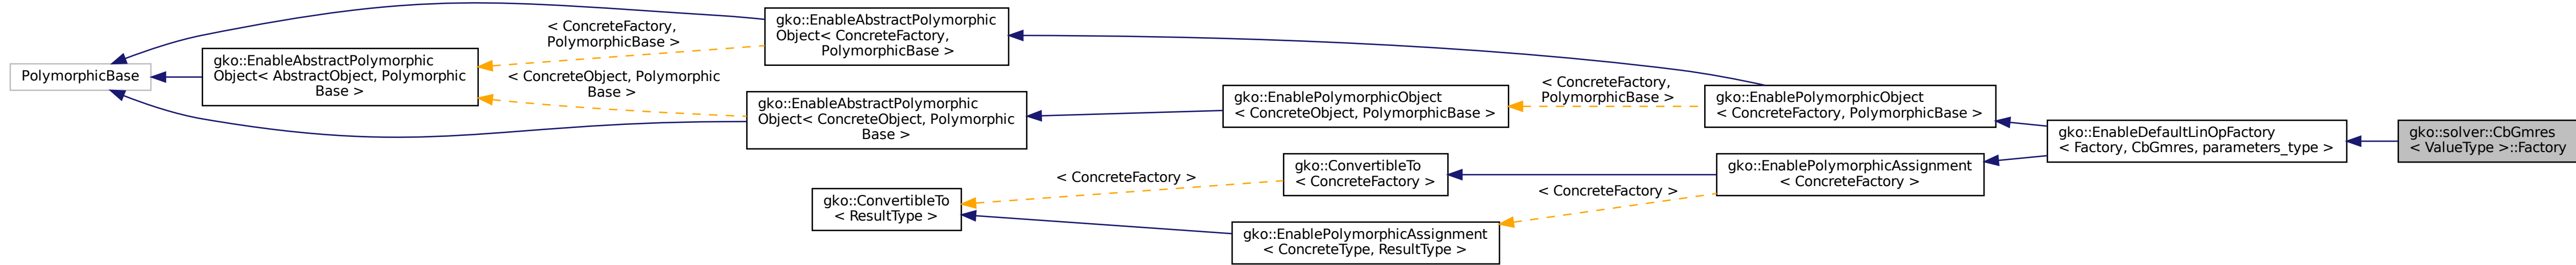 PolymorphicBase
gko::EnableAbstractPolymorphic
Object< AbstractObject, Polymorphic
Base >
< ConcreteFactory,
PolymorphicBase >
< ConcreteObject, Polymorphic
Base >
gko::EnableAbstractPolymorphic
Object< ConcreteFactory,
PolymorphicBase >
gko::EnableAbstractPolymorphic
Object< ConcreteObject, Polymorphic
Base >
gko::ConvertibleTo
< ResultType >
< ConcreteFactory >
gko::EnablePolymorphicObject
< ConcreteObject, PolymorphicBase >
gko::ConvertibleTo
< ConcreteFactory >
gko::EnablePolymorphicAssignment
< ConcreteType, ResultType >
< ConcreteFactory,
PolymorphicBase >
< ConcreteFactory >
gko::EnablePolymorphicObject
< ConcreteFactory, PolymorphicBase >
gko::EnablePolymorphicAssignment
< ConcreteFactory >
gko::EnableDefaultLinOpFactory
< Factory, CbGmres, parameters_type >
gko::solver::CbGmres
< ValueType >::Factory